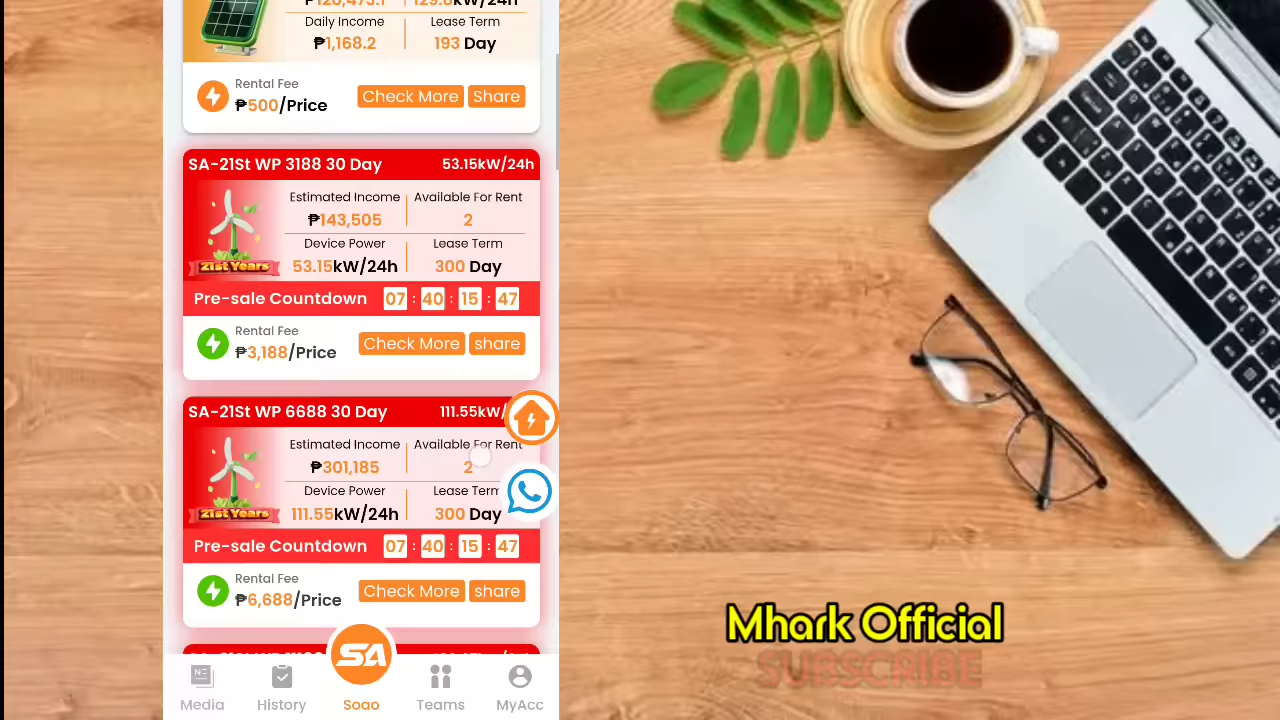 Daily Income Lease Term
₱1,168.2 193 Day
Rental Fee
₱500/Price Check More Share
SA-21St WP 3188 30 Day 53.15kW/24h
Estimated Income Available For Rent
₱143,505 2
Device Power Lease Term
53.15kW/24h 300 Day
21st Years
Pre-sale Countdown 07 : 40 : 15 : 47
Rental Fee
₱3,188/Price Check More share
SA-21St WP 6688 30 Day 111.55kW/
Estimated Income Available For Rent
₱301,185 2
Device Power Lease Term
111.55kW/24h 300 Day
21st Years
Pre-sale Countdown 07 : 40 : 15 : 47
Rental Fee
₱6,688/Price Check More share
SA
Media History Soao Teams MyAcc
Mhark Official
SUBSCRIBE